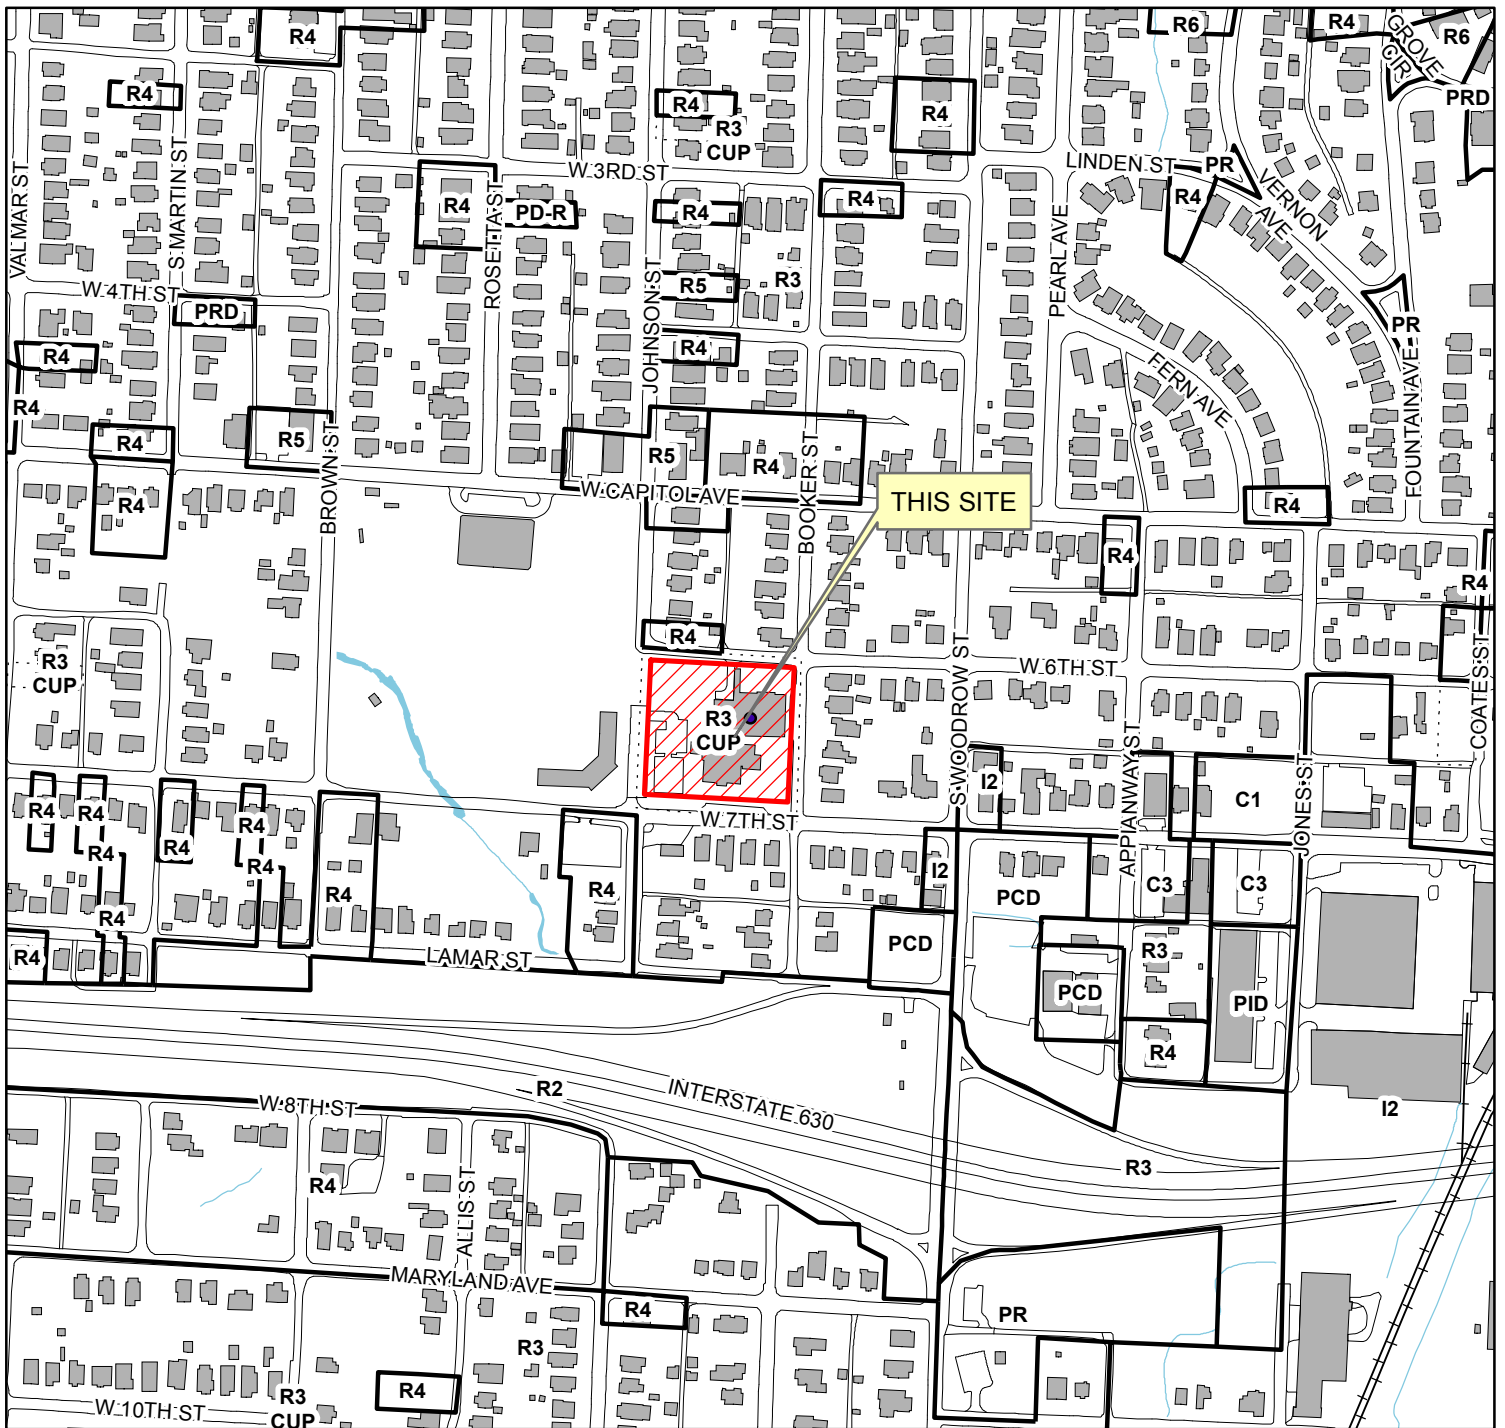 R4
R6
R4
GROVE
CIR
R6
PRD
R4
R4
R3
CUP
R4
VALMAR ST
S MARTIN ST
W 3RD ST
LINDEN ST
PR
R4
VERNON
AVE
R4
ROSETTA ST
PD-R
R4
R4
PEARL AVE
JOHNSON ST
R5
R3
W 4TH ST
PRD
PR
R4
R4
FERN AVE
FOUNTAIN AVE
R4
R4
R5
BROWN ST
R5
R4
W CAPITOL AVE
BOOKER ST
THIS SITE
R4
R4
R4
R4
R4
R3
CUP
W 6TH ST
S WOODROW ST
COATES ST
R3
CUP
I2
APPIANWAY ST
C1
JONES ST
R4
R4
R4
R4
R4
R4
R4
W 7TH ST
I2
R4
R4
R4
PCD
C3
C3
R4
PCD
R3
LAMAR ST
PCD
PID
R4
R2
INTERSTATE 630
W 8TH ST
I2
R3
R4
ALLIS ST
MARYLAND AVE
R4
PR
R3
R4
R3
CUP
W 10TH ST